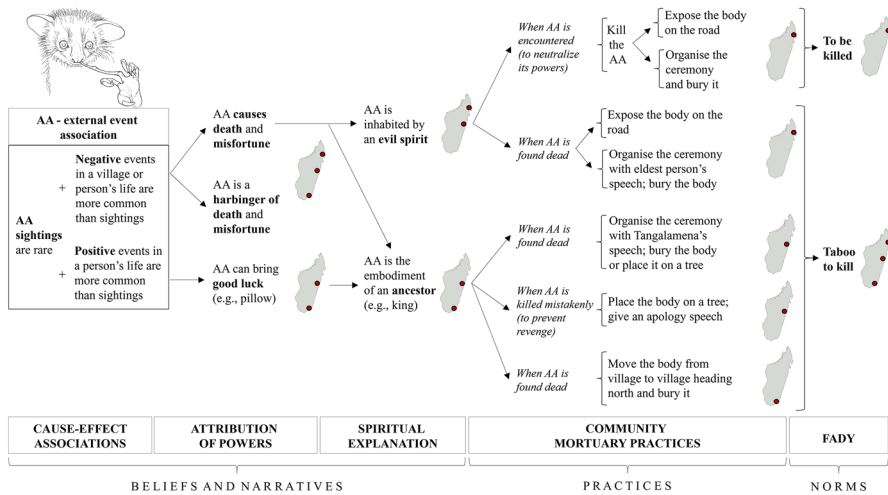 AA - external event
association
AA
sightings
are rare
+
Negative events
in a village or
person's life are
more common
than sightings
+
Positive events in
a person's life are
more common
than sightings
AA causes
death and
misfortune
AA is a
harbinger of
death and
misfortune
AA can bring
good luck
(e.g., pillow)
AA is
inhabited by
an evil spirit
AA is the
embodiment
of an ancestor
(e.g., king)
When AA is
encountered
(to neutralize
its powers)
Kill
the
AA
Expose the body
on the road
Organise the
ceremony
and bury it
When AA is
found dead
Expose the body on the
road
Organise the ceremony
with eldest person's
speech; bury the body
When AA is
found dead
Organise the ceremony
with Tangalamena's
speech; bury the body
or place it on a tree
When AA is
killed mistakenly
(to prevent
revenge)
Place the body on a tree;
give an apology speech
When AA is
found dead
Move the body from
village to village heading
north and bury it
To be
killed
Taboo
to kill
CAUSE-EFFECT
ASSOCIATIONS
ATTRIBUTION
OF POWERS
SPIRITUAL
EXPLANATION
COMMUNITY
MORTUARY PRACTICES
FADY
BELIEFS AND NARRATIVES
PRACTICES
NORMS